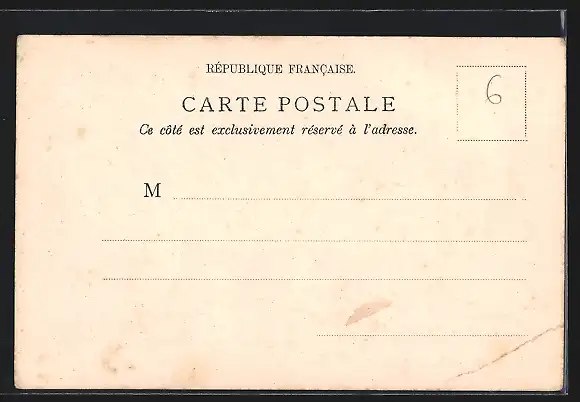 RÉPUBLIQUE FRANÇAISE.
CARTE POSTALE
6
Ce côté est exclusivement réservé à l'adresse.
M